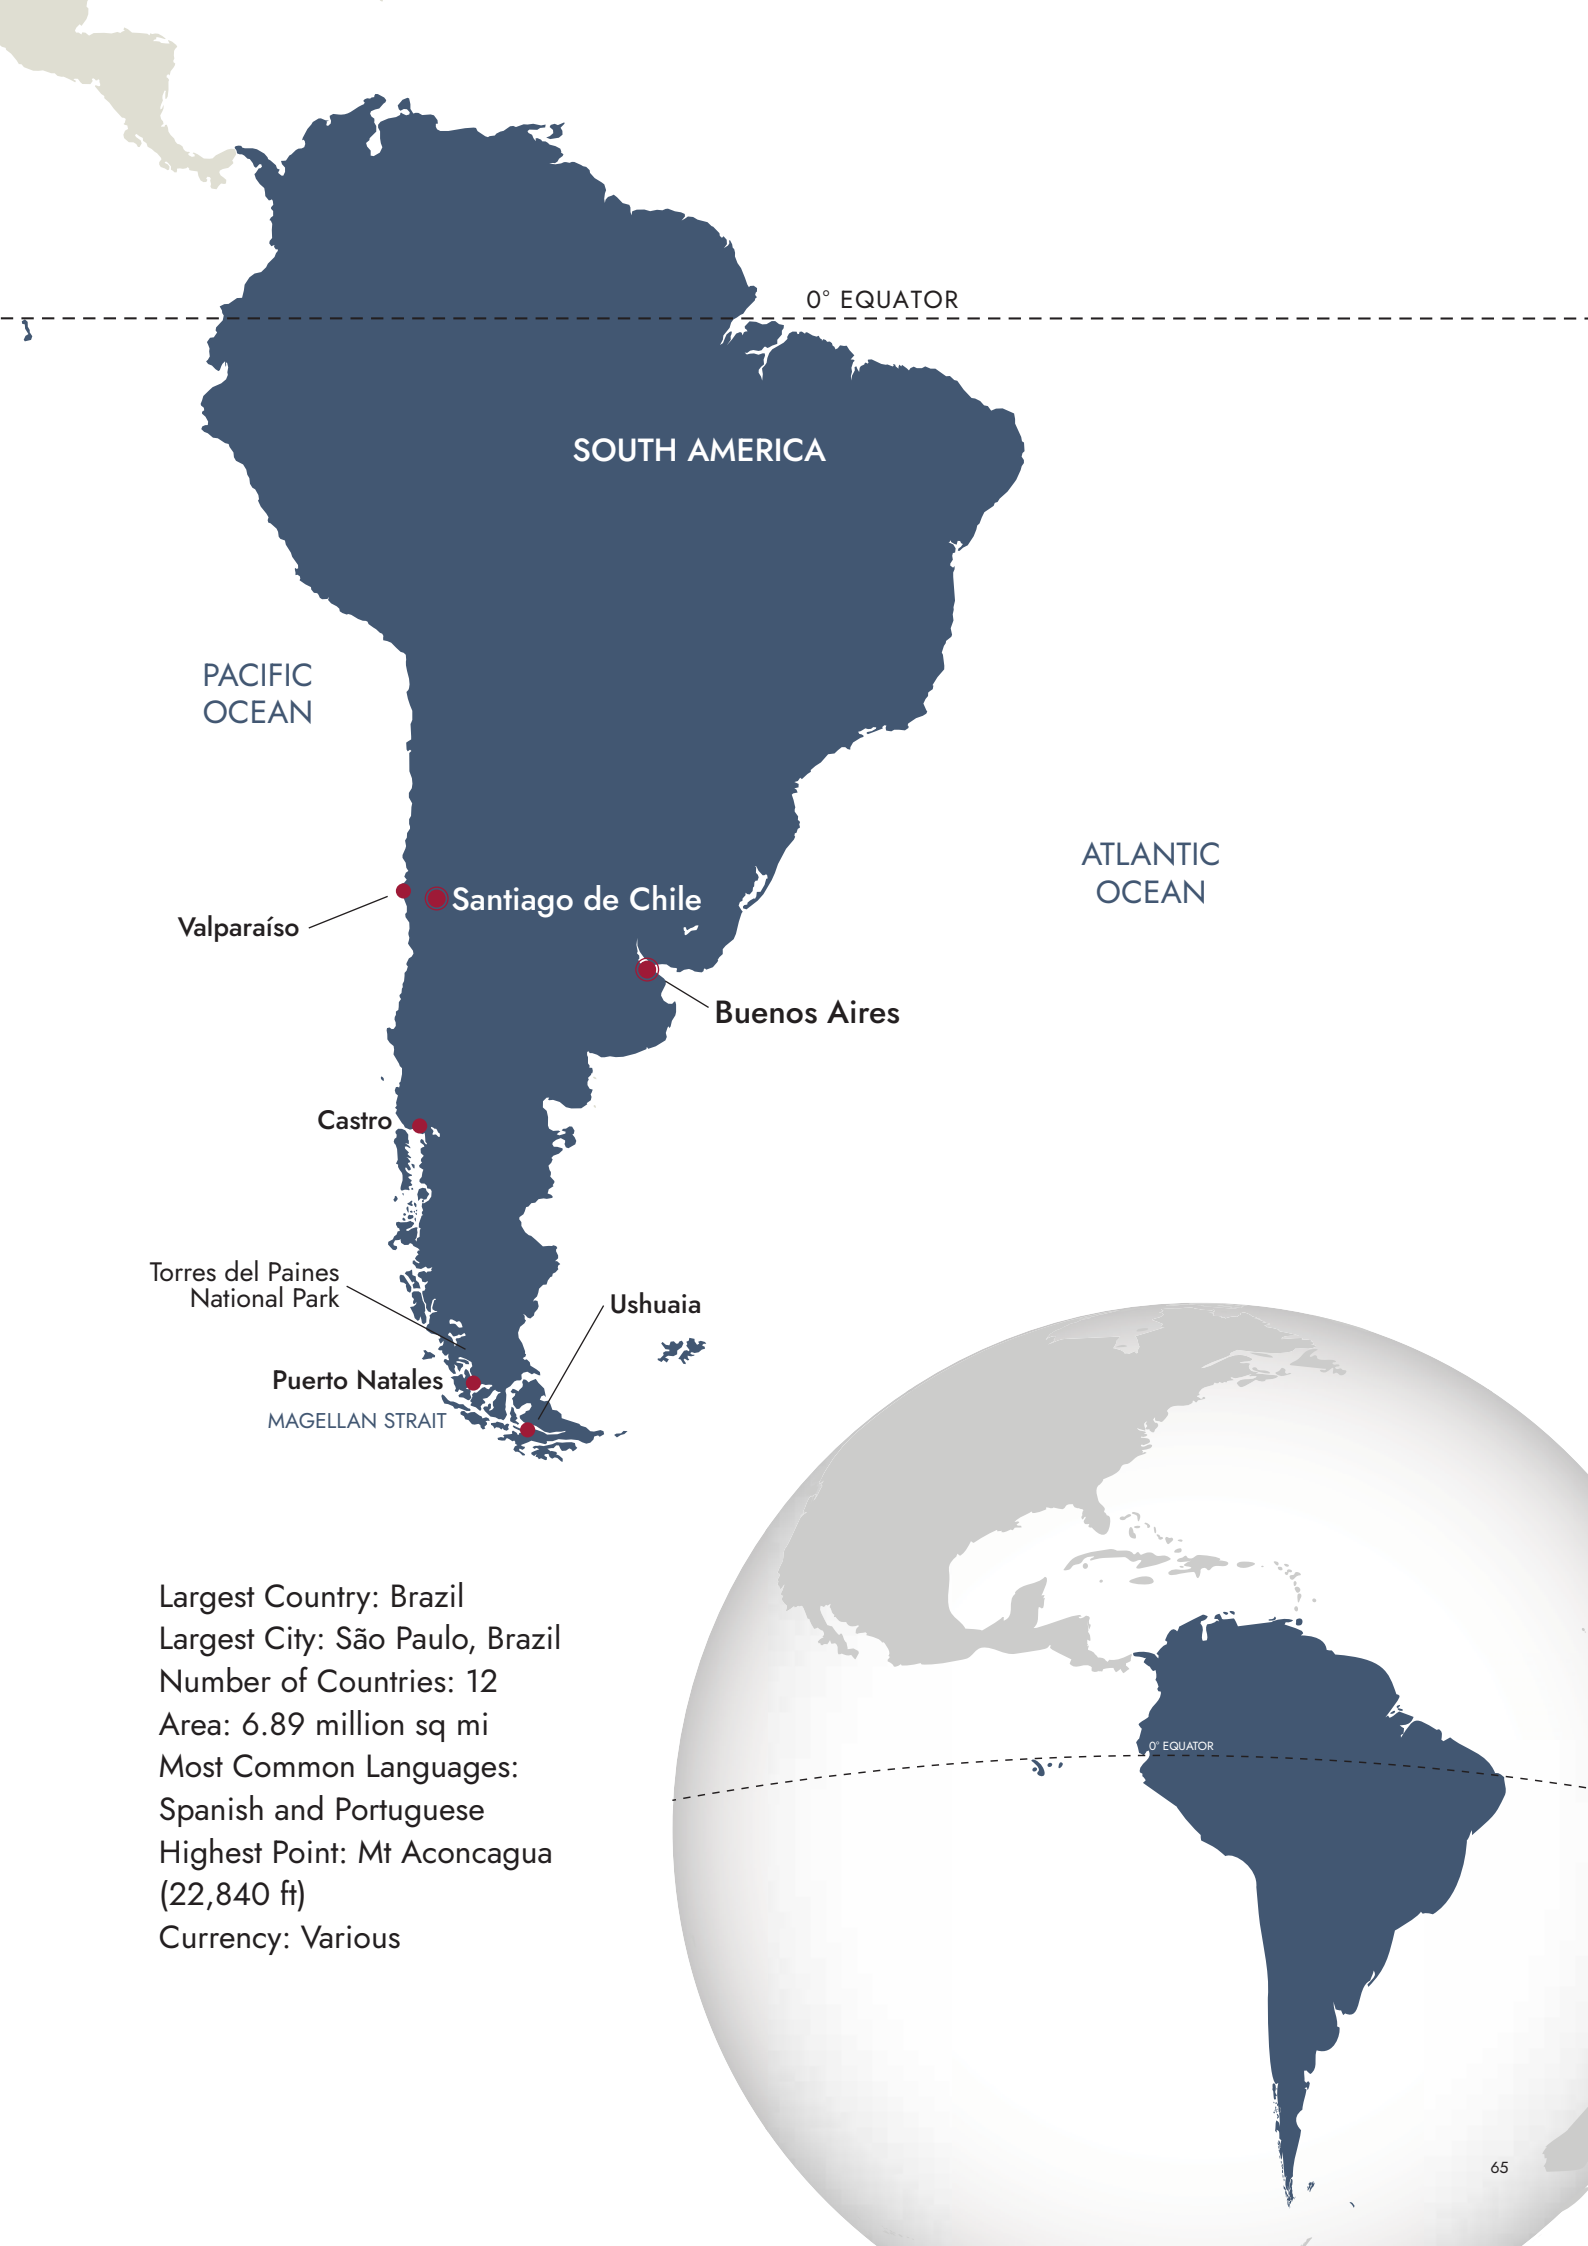 0° EQUATOR
SOUTH AMERICA
PACIFIC
OCEAN
ATLANTIC
OCEAN
Santiago de Chile
Valparaíso
Buenos Aires
Castro
Torres del Paines
National Park
Ushuaia
Puerto Natales
MAGELLAN STRAIT
Largest Country: Brazil
Largest City: São Paulo, Brazil
Number of Countries: 12
Area: 6.89 million sq mi
Most Common Languages:
Spanish and Portuguese
Highest Point: Mt Aconcagua
(22,840 ft)
Currency: Various
0° EQUATOR
65